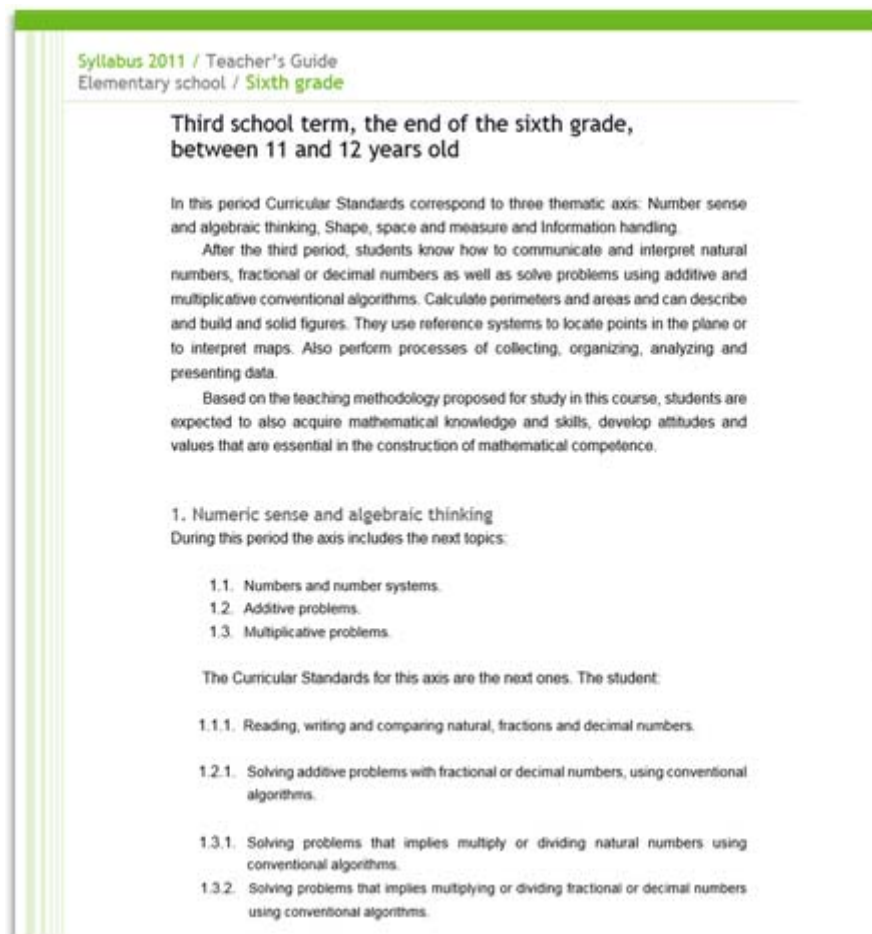 Syllabus 2011 / Teacher's Guide
Elementary school / Sixth grade
Third school term, the end of the sixth grade,
between 11 and 12 years old
In this period Curricular Standards correspond to three thematic axis: Number sense
and algebraic thinking, Shape, space and measure and Information handling.
After the third period, students know how to communicate and interpret natural
numbers, fractional or decimal numbers as well as solve problems using additive and
multiplicative conventional algorithms. Calculate perimeters and areas and can describe
and build and solid figures. They use reference systems to locate points in the plane or
to interpret maps. Also perform processes of collecting, organizing, analyzing and
presenting data.
Based on the teaching methodology proposed for study in this course, students are
expected to also acquire mathematical knowledge and skills, develop attitudes and
values that are essential in the construction of mathematical competence.
1. Numeric sense and algebraic thinking
During this period the axis includes the next topics:
1.1. Numbers and number systems.
1.2. Additive problems.
1.3. Multiplicative problems.
The Curricular Standards for this axis are the next ones. The student:
1.1.1. Reading, writing and comparing natural, fractions and decimal numbers.
1.2.1. Solving additive problems with fractional or decimal numbers, using conventional
algorithms.
1.3.1. Solving problems that implies multiply or dividing natural numbers using
conventional algorithms.
1.3.2. Solving problems that implies multiplying or dividing fractional or decimal numbers
using conventional algorithms.